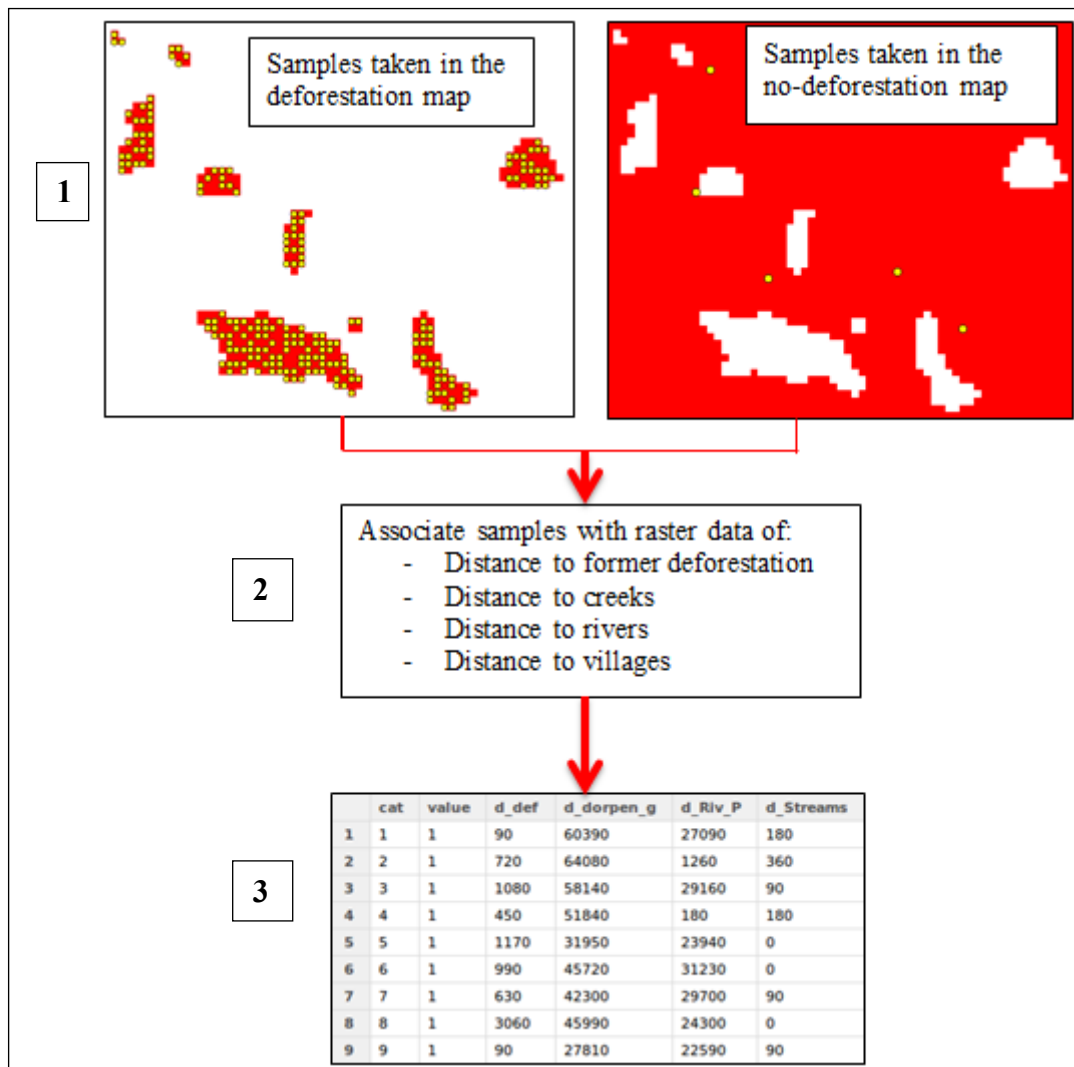 Samples taken in the
deforestation map
Samples taken in the
no-deforestation map
1
Associate samples with raster data of:
- Distance to former deforestation
- Distance to creeks
- Distance to rivers
- Distance to villages
2
3
cat value d_def d_dorpen_g d_Riv_P d_Streams
1 1 1 90 60390 27090 180
2 2 1 720 64080 1260 360
3 3 1 1080 58140 29160 90
4 4 1 450 51840 180 180
5 5 1 1170 31950 23940 0
6 6 1 990 45720 31230 0
7 7 1 630 42300 29700 90
8 8 1 3060 45990 24300 0
9 9 1 90 27810 22590 90